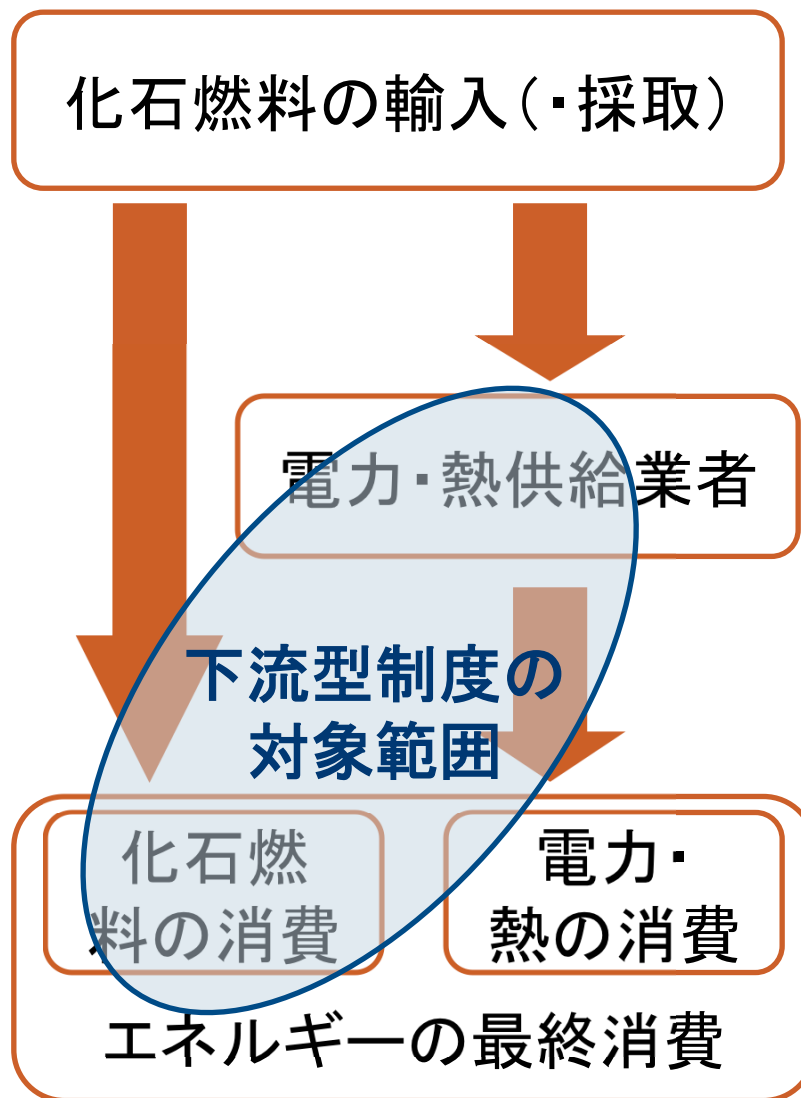 化石燃料の輸入(・採取)
電力・熱供給業者
下流型制度の
対象範囲
化石燃
料の消費
電力・
熱の消費
エネルギーの最終消費